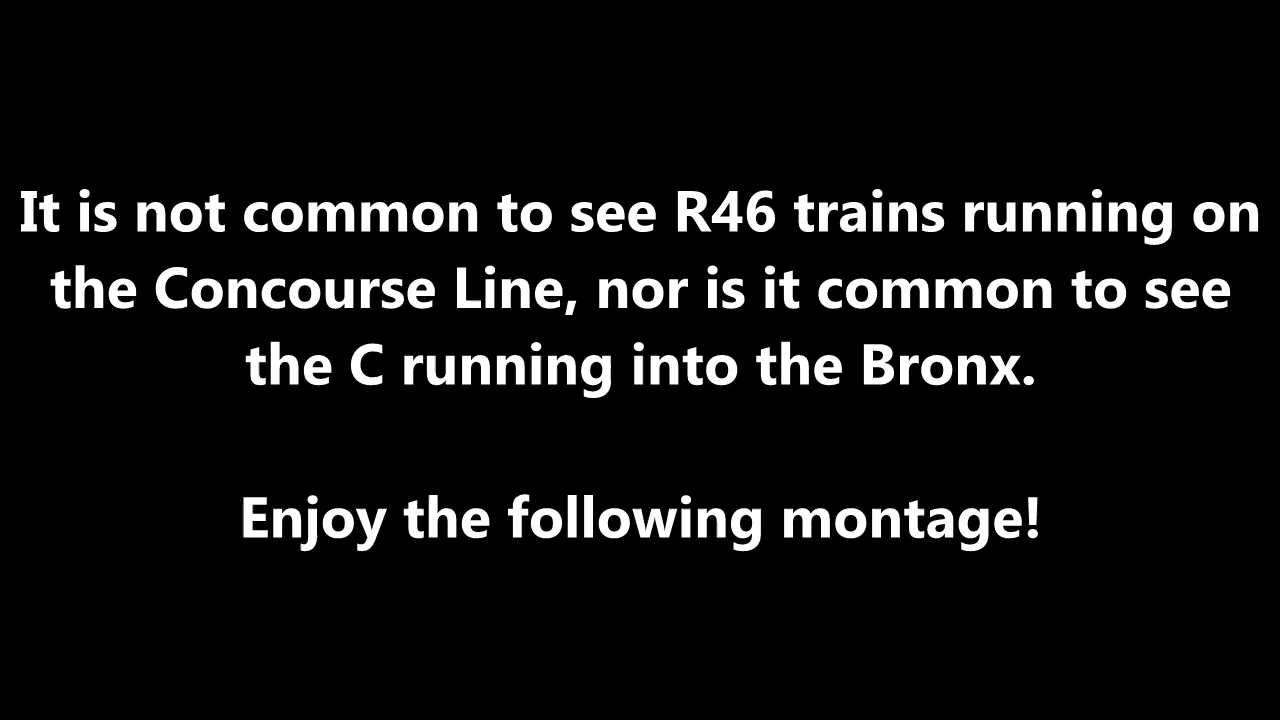 It is not common to see R46 trains running on
the Concourse Line, nor is it common to see
the C running into the Bronx.
Enjoy the following montage!